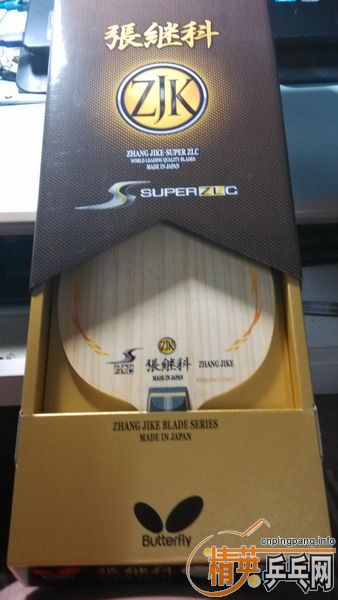 張継科
ZJK
ZHANG JIKE·SUPER ZLC
WORLD LEADING QUALITY BLADES
MADE IN JAPAN
SUPER ZLC
ZJK
SUPER ZLC
張継科
ZHANG JIKE
MADE IN JAPAN
ZHANG JIKE BLADE SERIES
MADE IN JAPAN
Butterfly
cnpingpang.info
精英乒乓网